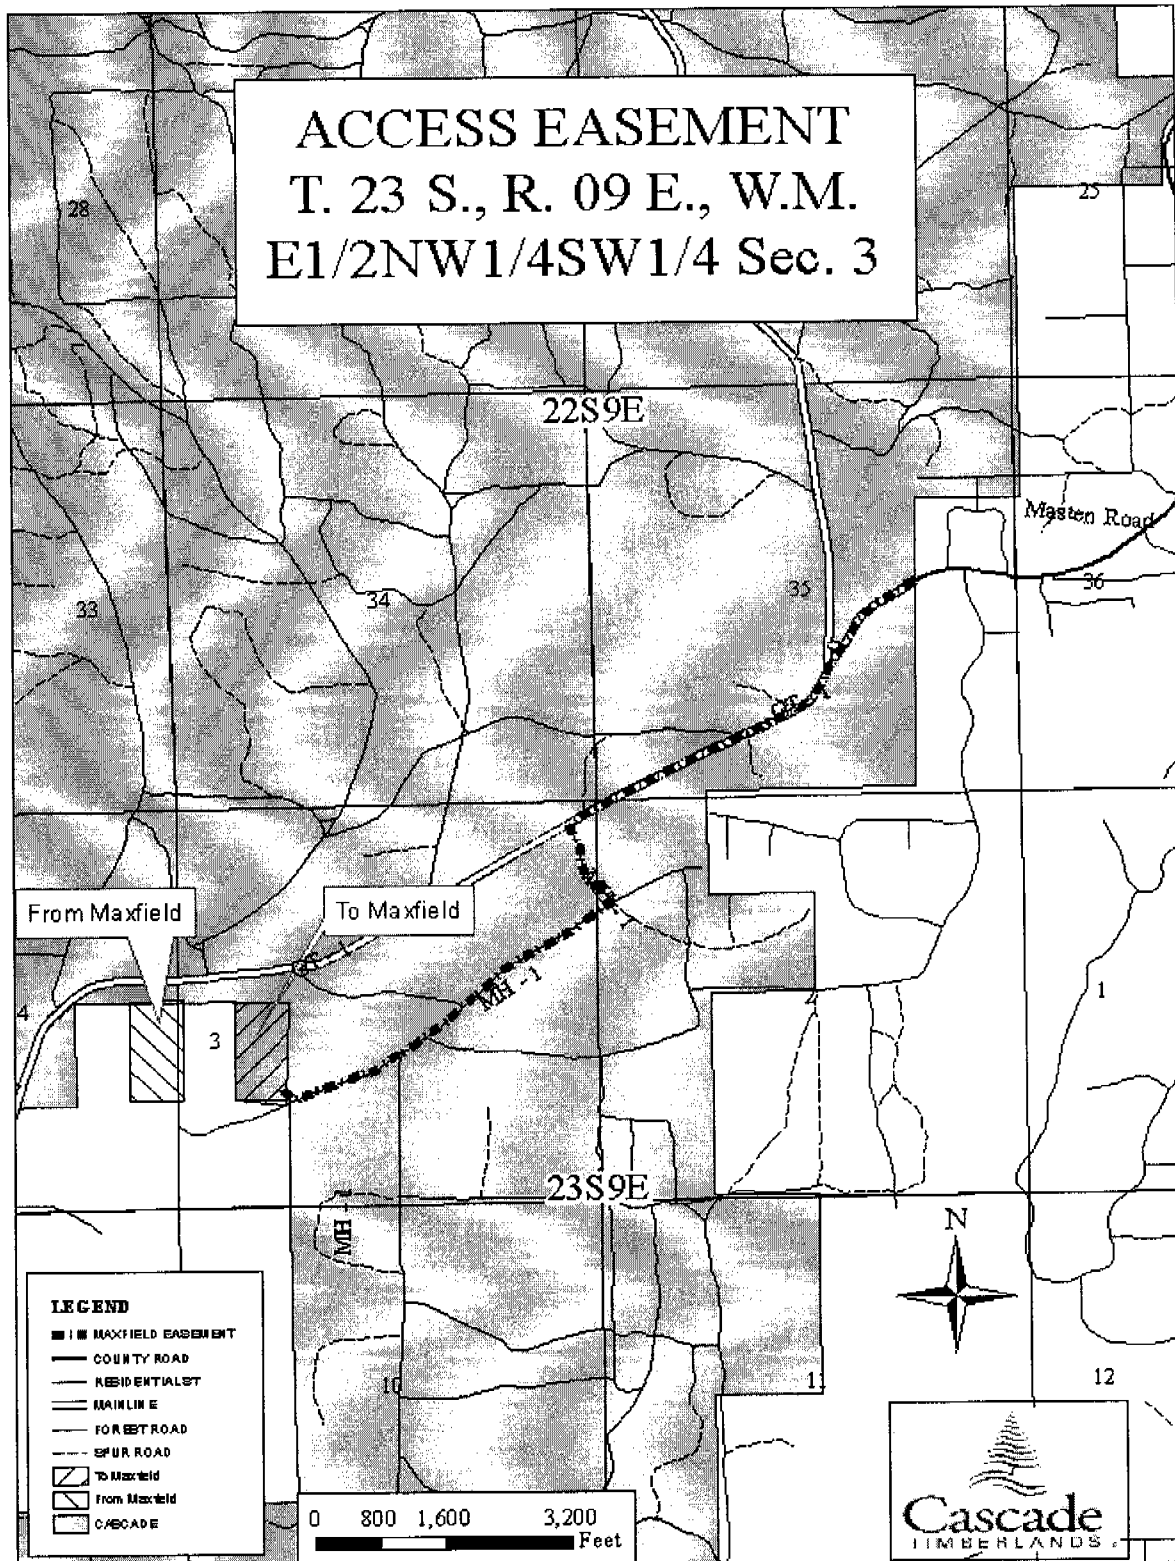 ACCESS EASEMENT
T. 23 S., R. 09 E., W.M.
E1/2NW1/4SW1/4 Sec. 3
28
25
22S9E
Masten Road
33
34
35
36
From Maxfield
To Maxfield
MH - 1
4
3
2
1
23S9E
MH - 1
N
10
11
12
LEGEND
MAXFIELD EASEMENT
COUNTY ROAD
RESIDENTIALST
MAINLINE
FOREST ROAD
SPUR ROAD
To Maxfield
From Maxfield
CASCADE
0 800 1,600 3,200
Feet
Cascade
TIMBERLANDS